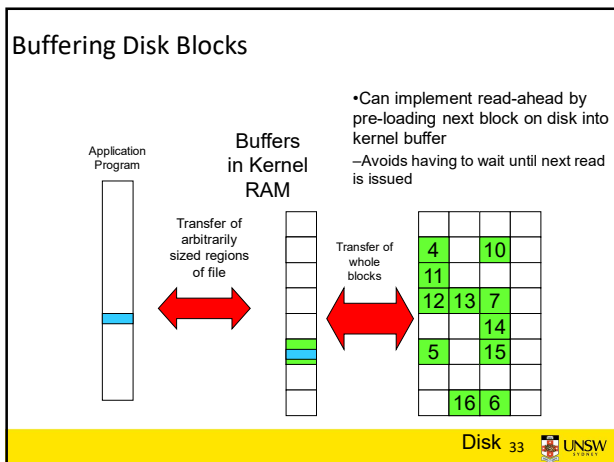 Buffering Disk Blocks
•Can implement read-ahead by
pre-loading next block on disk into
kernel buffer
–Avoids having to wait until next read
is issued
Application
Program
Buffers
in Kernel
RAM
Transfer of
arbitrarily
sized regions
of file
Transfer of
whole
blocks
4 10
11
12 13 7
14
5 15
16 6
Disk 33
UNSW
SYDNEY